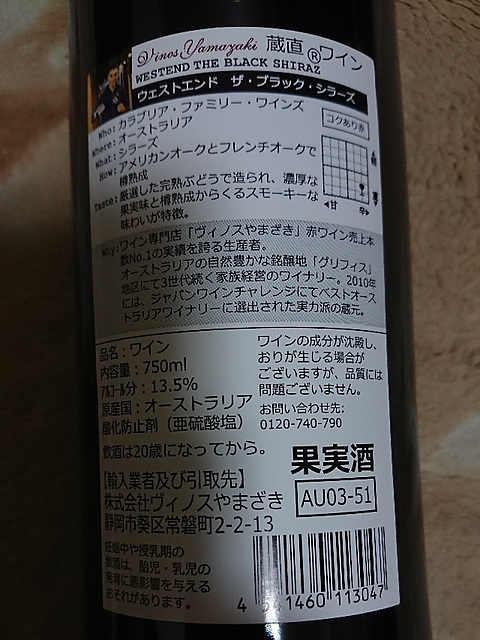 Vinos Yamazaki 蔵直®ワイン
WESTEND THE BLACK SHIRAZ
ウェストエンド ザ・ブラック・シラーズ
Who: カラブリア・ファミリー・ワインズ
Where: オーストラリア
What: シラーズ
How: アメリカンオークとフレンチオークで
樽熟成
Taste: 厳選した完熟ぶどうで造られ、濃厚な
果実味と樽熟成からくるスモーキーな
味わいが特徴。
コクあり赤
◀甘 辛▶
Why: ワイン専門店「ヴィノスやまざき」赤ワイン売上本
数No.1の実績を誇る生産者。
オーストラリアの自然豊かな銘醸地「グリフィス」
地区にて3世代続く家族経営のワイナリー。2010年
には、ジャパンワインチャレンジにてベストオース
トラリアワイナリーに選出された実力派の蔵元。
品名：ワイン
内容量：750ml
アルコール分：13.5%
原産国：オーストラリア
酸化防止剤（亜硫酸塩）
飲酒は20歳になってから。
【輸入業者及び引取先】
株式会社ヴィノスやまざき
静岡市葵区常磐町2-2-13
妊娠中や授乳期の
飲酒は、胎児・乳児の
発育に悪影響を与える
おそれがあります。
ワインの成分が沈殿し、
おりが生じる場合が
ございますが、品質には
問題ございません。
お問い合わせ先:
0120-740-790
果実酒
AU03-51